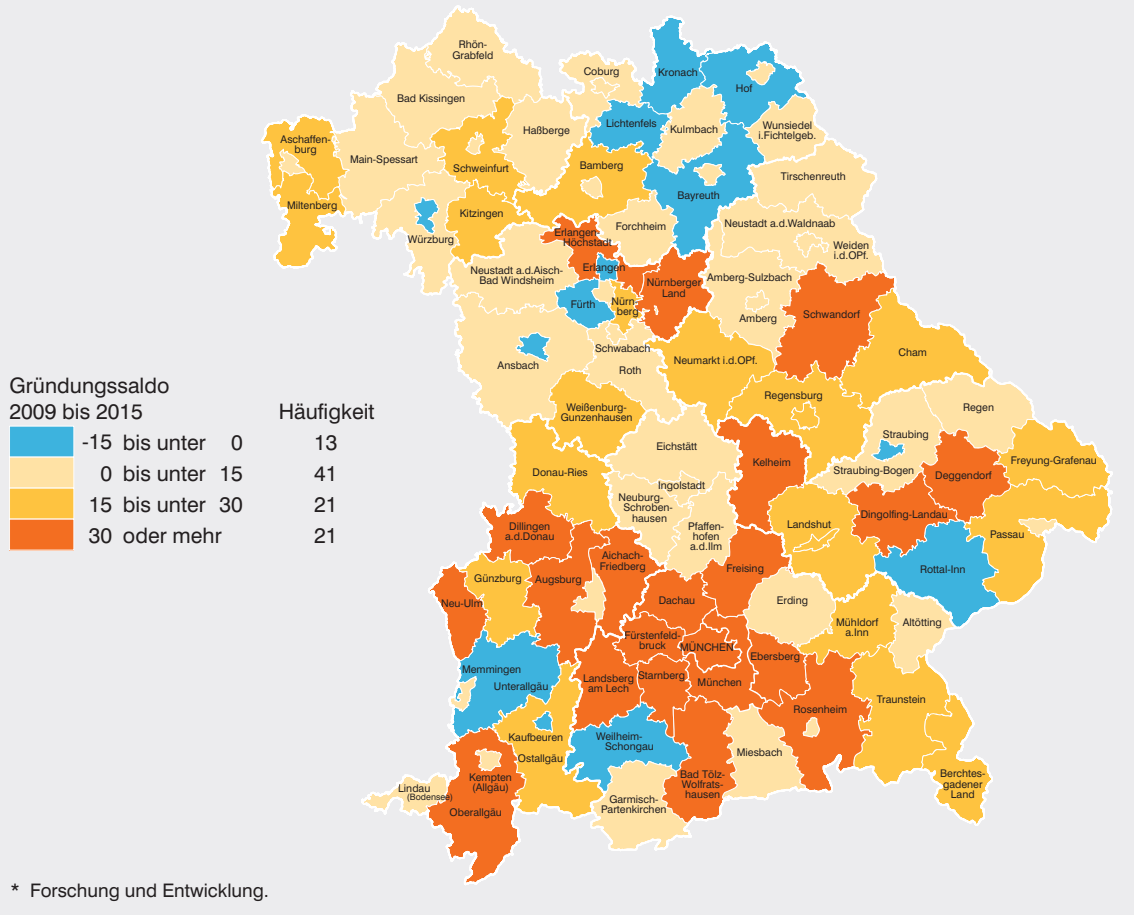 Rhön-
Grabfeld
Coburg
Kronach
Hof
Bad Kissingen
Lichtenfels
Kulmbach
Wunsiedel
i.Fichtelgeb.
Haßberge
Aschaffen-
burg
Main-Spessart
Schweinfurt
Bamberg
Tirschenreuth
Bayreuth
Miltenberg
Kitzingen
Würzburg
Forchheim
Neustadt a.d.Waldnaab
Erlangen-
Höchstadt
Weiden
i.d.OPf.
Neustadt a.d.Aisch-
Bad Windsheim
Erlangen
Nürnberger
Land
Amberg-Sulzbach
Fürth
Nürn-
berg
Amberg
Schwandorf
Schwabach
Roth
Ansbach
Neumarkt i.d.OPf.
Cham
Gründungssaldo
2009 bis 2015 Häufigkeit
-15 bis unter 0 13
0 bis unter 15 41
15 bis unter 30 21
30 oder mehr 21
Weißenburg-
Gunzenhausen
Regensburg
Regen
Eichstätt
Straubing
Straubing-Bogen
Kelheim
Freyung-Grafenau
Deggendorf
Donau-Ries
Ingolstadt
Neuburg-
Schroben-
hausen
Pfaffen-
hofen
a.d.Ilm
Dingolfing-Landau
Landshut
Passau
Dillingen
a.d.Donau
Aichach-
Friedberg
Freising
Rottal-Inn
Günzburg
Augsburg
Neu-Ulm
Dachau
Erding
Mühldorf
a.Inn
Altötting
Fürstenfeld-
bruck
MÜNCHEN
Ebersberg
Memmingen
Unterallgäu
Landsberg
am Lech
Starnberg
München
Traunstein
Rosenheim
Kaufbeuren
Ostallgäu
Weilheim-
Schongau
Miesbach
Berchtes-
gadener
Land
Kempten
(Allgäu)
Bad Tölz-
Wolfrats-
hausen
Lindau
(Bodensee)
Oberallgäu
Garmisch-
Partenkirchen
* Forschung und Entwicklung.